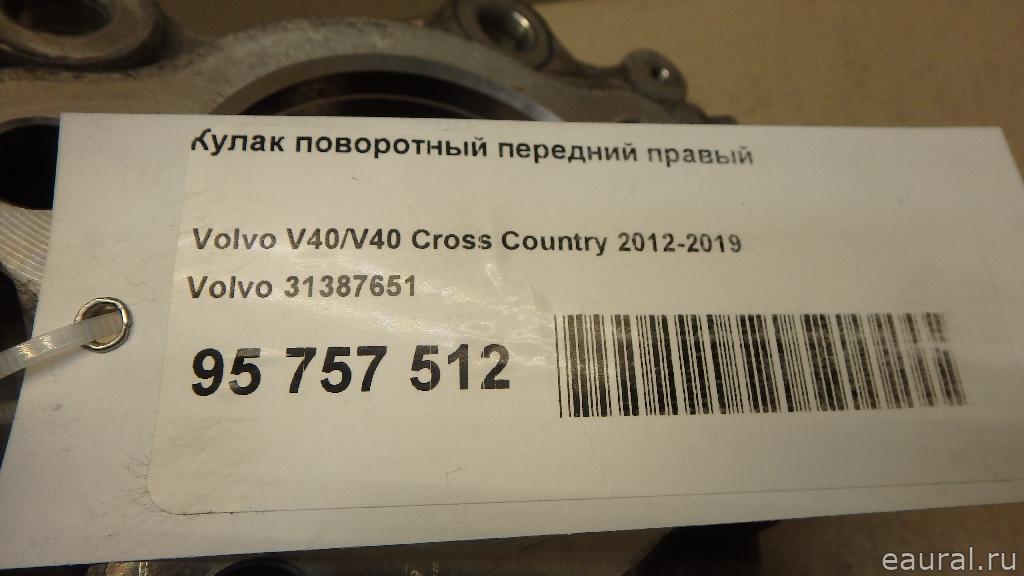 Кулак поворотный передний правый
Volvo V40/V40 Cross Country 2012-2019
Volvo 31387651
95 757 512
eaural.ru